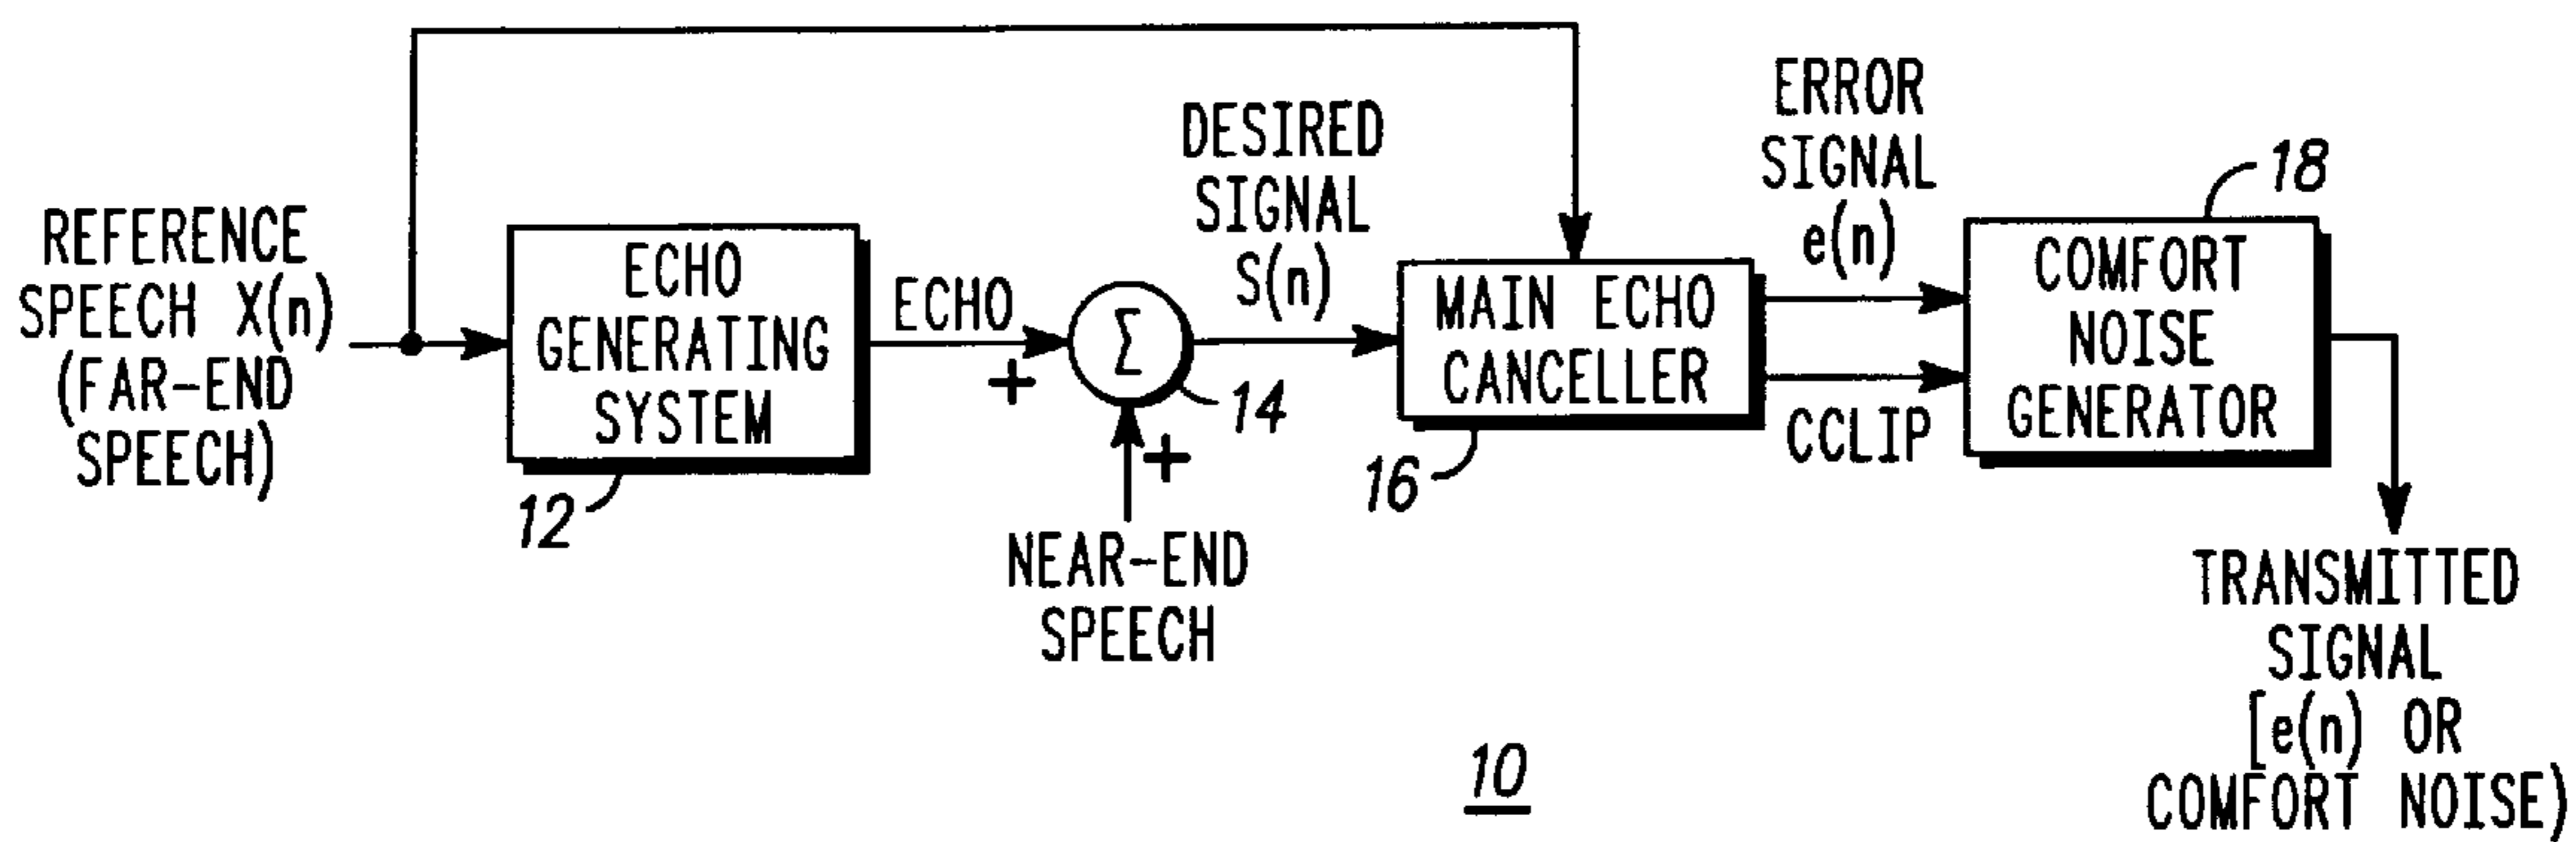 REFERENCE
SPEECH X(n)
(FAR-END
SPEECH)
ECHO
GENERATING
SYSTEM
12
ECHO
+
Σ
14
+
NEAR-END
SPEECH
DESIRED
SIGNAL
S(n)
MAIN ECHO
CANCELLER
16
ERROR
SIGNAL
e(n)
CCLIP
18
COMFORT
NOISE
GENERATOR
TRANSMITTED
SIGNAL
[e(n) OR
COMFORT NOISE)
10